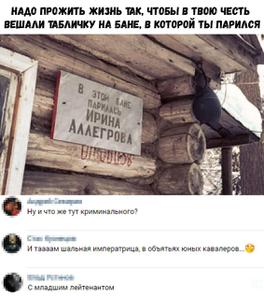 НАДО ПРОЖИТЬ ЖИЗНЬ ТАК, ЧТОБЫ В ТВОЮ ЧЕСТЬ
ВЕШАЛИ ТАБЛИЧКУ НА БАНЕ, В КОТОРОЙ ТЫ ПАРИЛСЯ
В ЭТОЙ БАНЕ
ПАРИЛАСЬ
ИРИНА
АЛЛЕГРОВА
Ну и что же тут криминального?
И тааам шальная императрица, в объятьях юных кавалеров...
С младшим лейтенантом